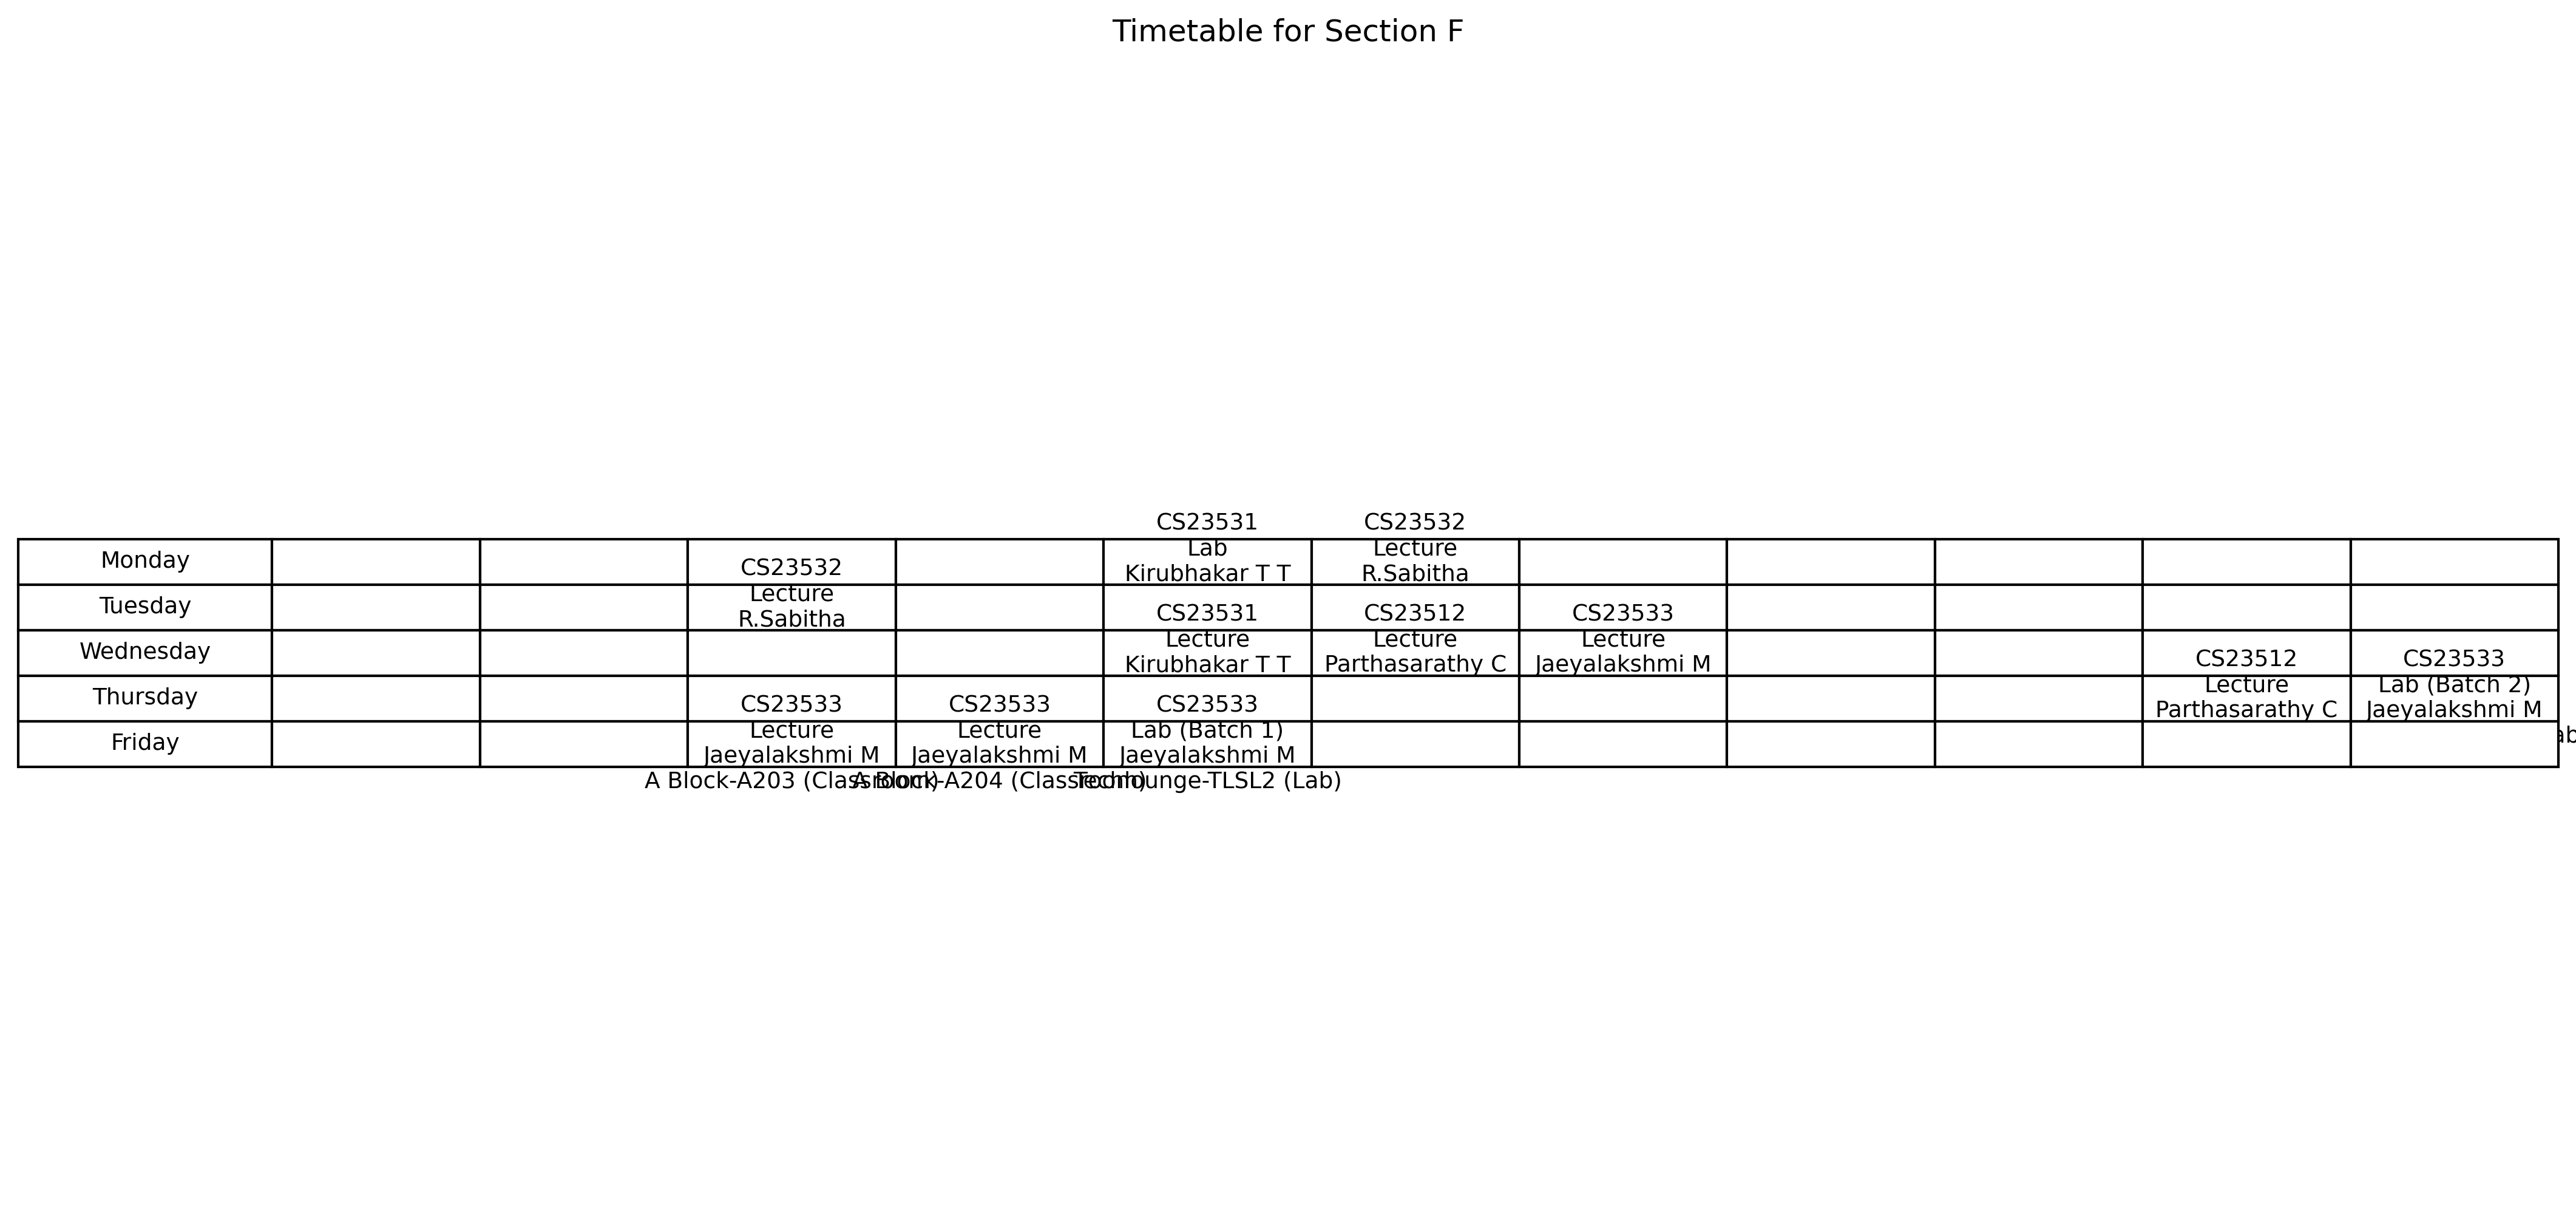 Timetable for Section F
Monday
CS23531
Lab
Kirubhakar T T
CS23532
Lecture
R.Sabitha
Tuesday
CS23532
Lecture
R.Sabitha
Wednesday
CS23531
Lecture
Kirubhakar T T
CS23512
Lecture
Parthasarathy C
CS23533
Lecture
Jaeyalakshmi M
Thursday
CS23512
Lecture
Parthasarathy C
CS23533
Lab (Batch 2)
Jaeyalakshmi M
Friday
CS23533
Lecture
Jaeyalakshmi M
A Block-A203 (Classroom)
CS23533
Lecture
Jaeyalakshmi M
A Block-A204 (Classroom)
CS23533
Lab (Batch 1)
Jaeyalakshmi M
Techlounge-TLSL2 (Lab)